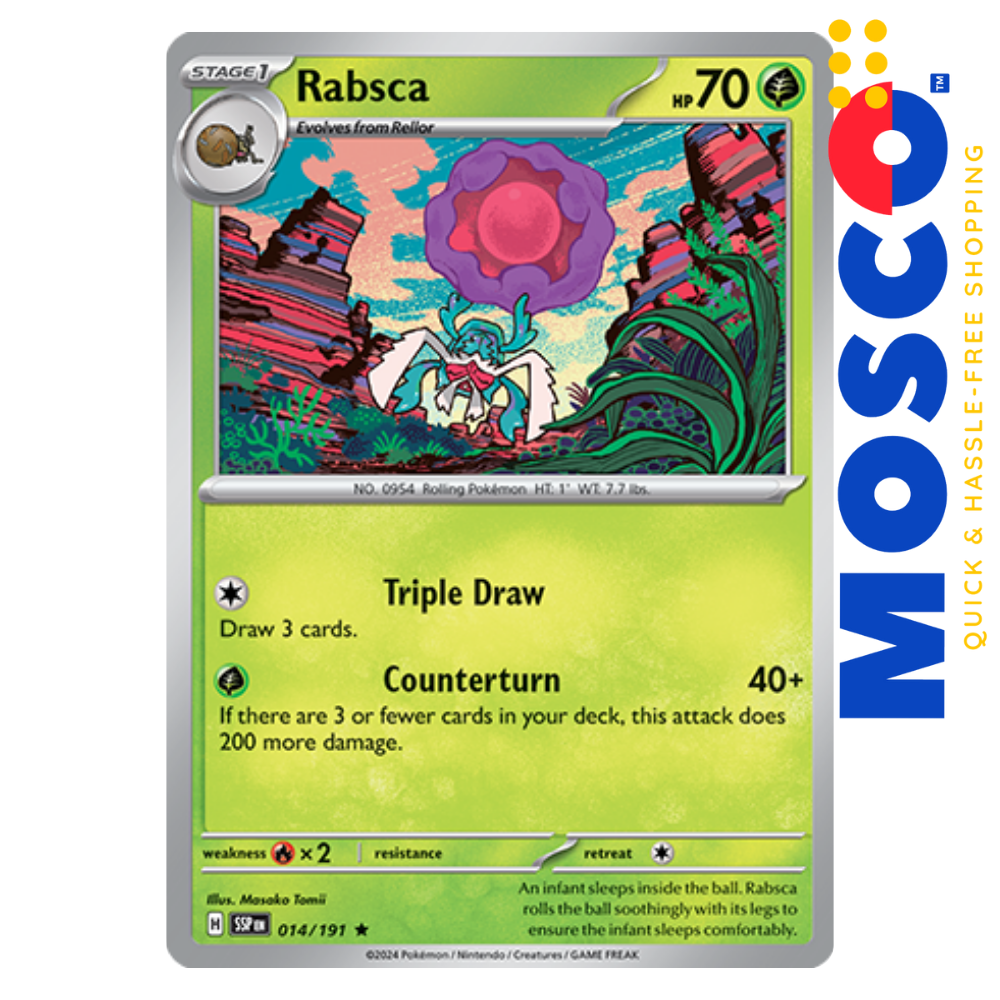 STAGE1
Rabsca
HP 70
Evolves from Rellor
NO. 0954 Rolling Pokémon HT: 1' WT: 7.7 lbs.
Triple Draw
Draw 3 cards.
Counterturn 40+
If there are 3 or fewer cards in your deck, this attack does
200 more damage.
weakness ×2 resistance retreat
Illus. Masako Tomii
H SSP EN 014/191 ★
An infant sleeps inside the ball. Rabsca
rolls the ball soothingly with its legs to
ensure the infant sleeps comfortably.
©2024 Pokémon / Nintendo / Creatures / GAME FREAK
MOSCO™
QUICK & HASSLE-FREE SHOPPING